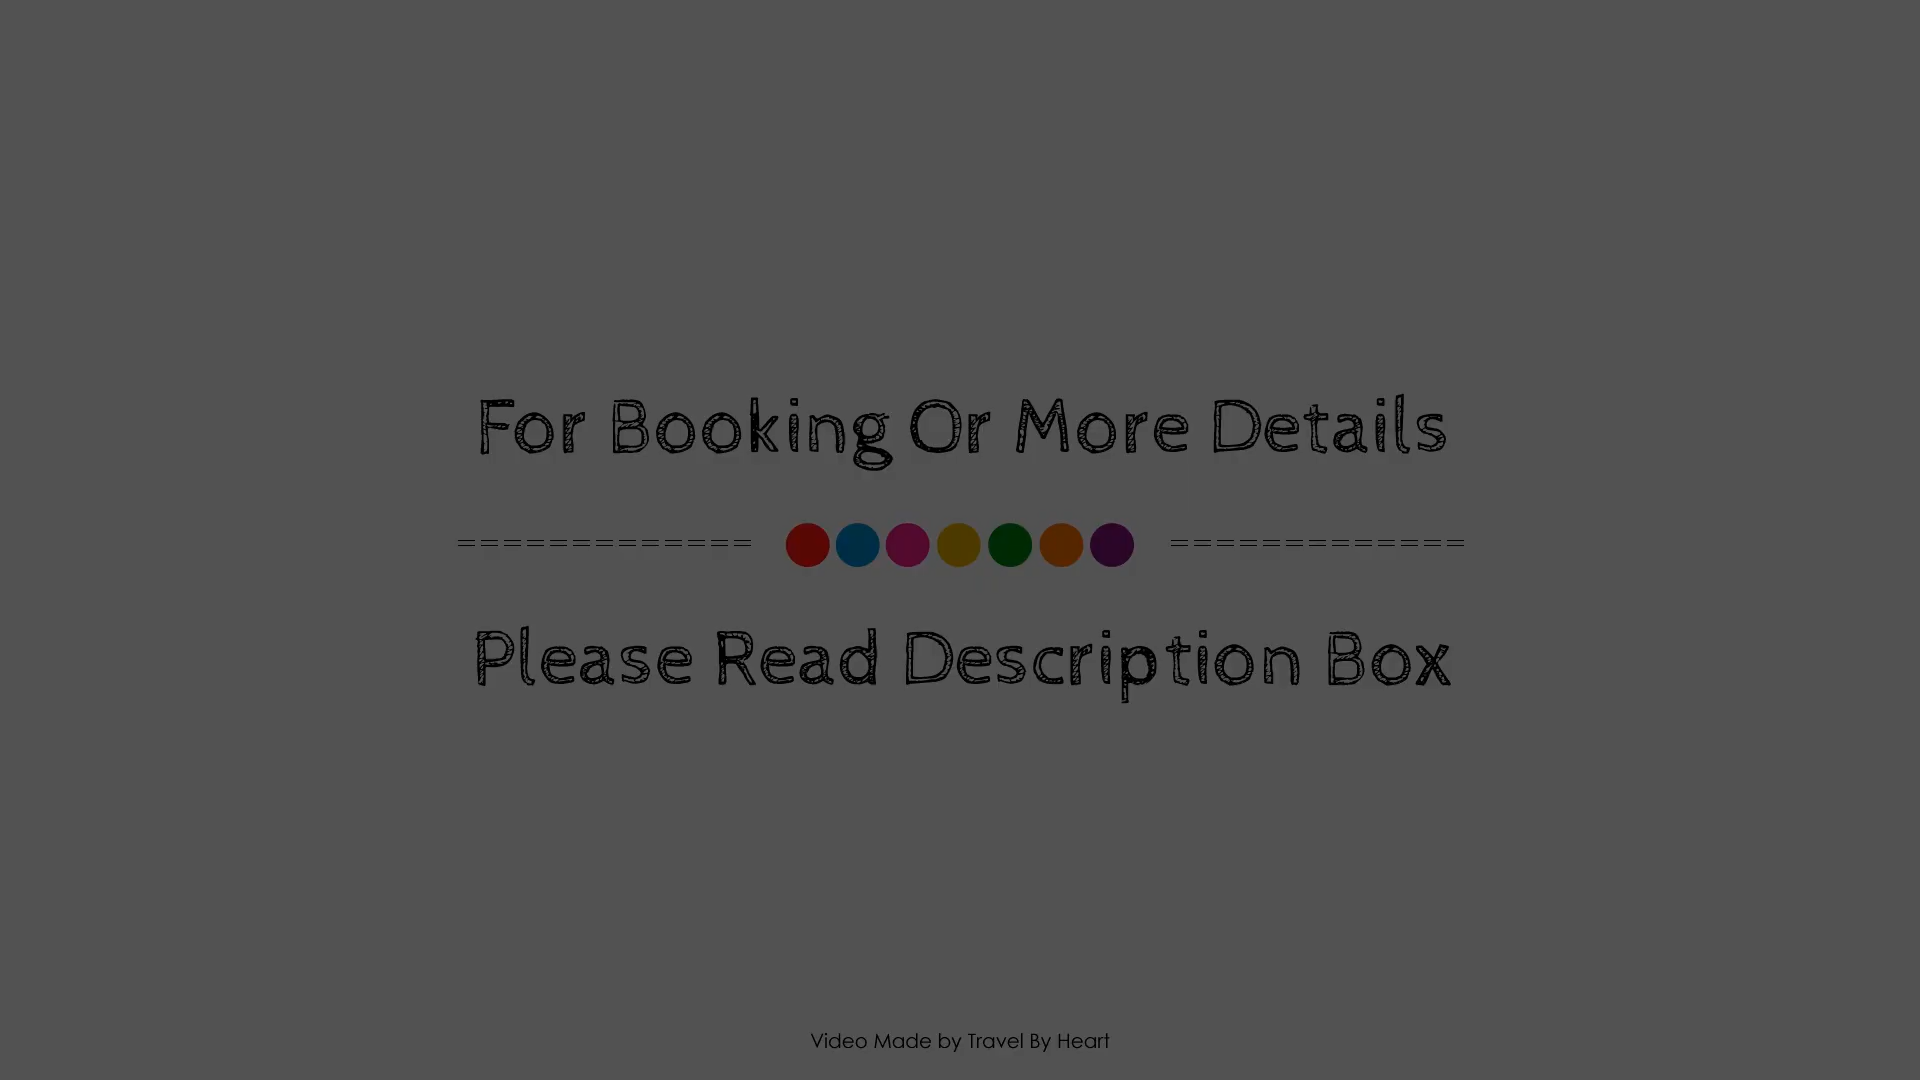 For Booking Or More Details
============= =============
Please Read Description Box
Video Made by Travel By Heart